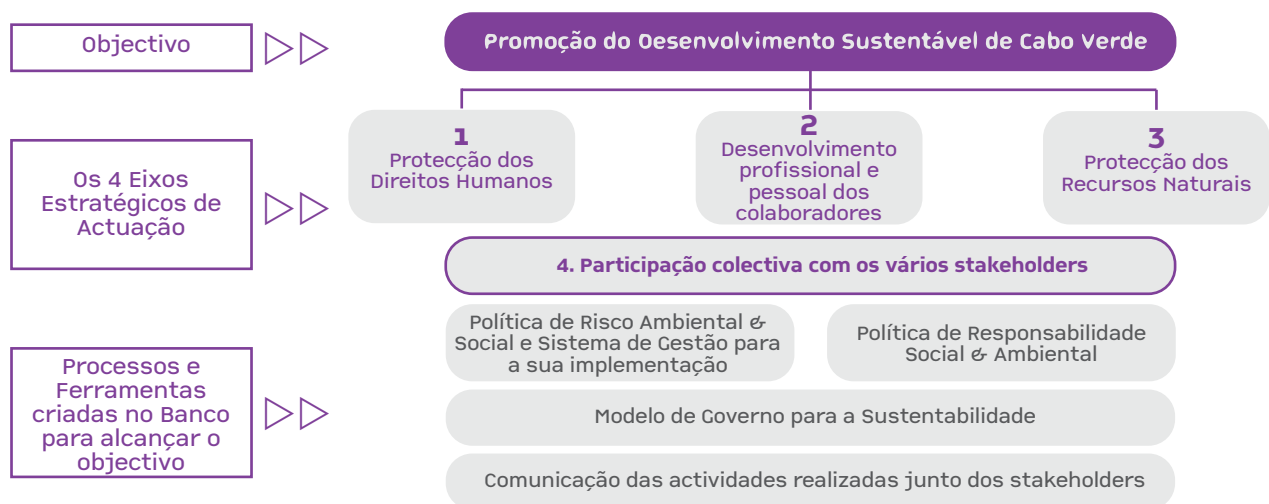 Objectivo
Promoção do Desenvolvimento Sustentável de Cabo Verde
Os 4 Eixos
Estratégicos de
Actuação
1
Protecção dos
Direitos Humanos
2
Desenvolvimento
profissional e
pessoal dos
colaboradores
3
Protecção dos
Recursos Naturais
4. Participação colectiva com os vários stakeholders
Processos e
Ferramentas
criadas no Banco
para alcançar o
objectivo
Política de Risco Ambiental &
Social e Sistema de Gestão para
a sua implementação
Política de Responsabilidade
Social & Ambiental
Modelo de Governo para a Sustentabilidade
Comunicação das actividades realizadas junto dos stakeholders